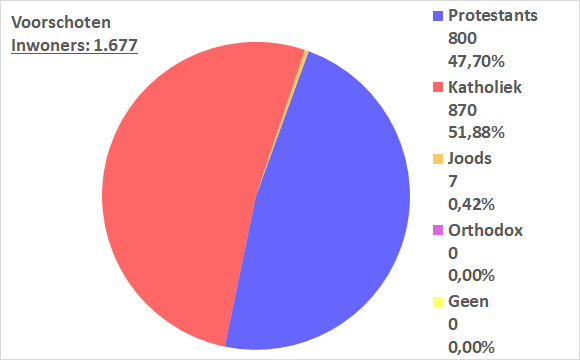 Voorschoten
Inwoners: 1.677
Protestants
800
47,70%
Katholiek
870
51,88%
Joods
7
0,42%
Orthodox
0
0,00%
Geen
0
0,00%